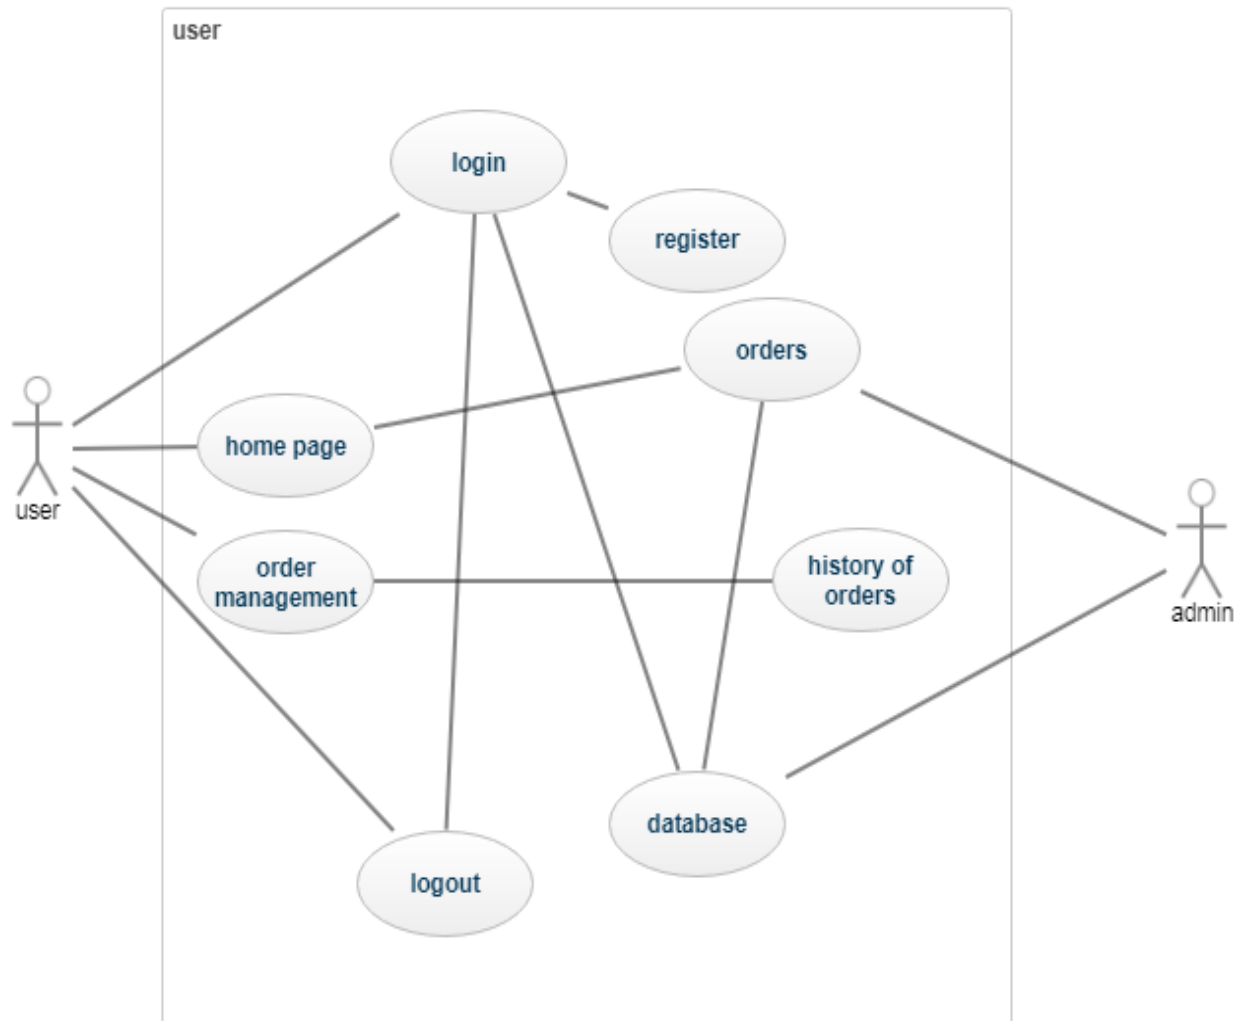 user
login
register
orders
home page
user
order
management
history of
orders
admin
database
logout